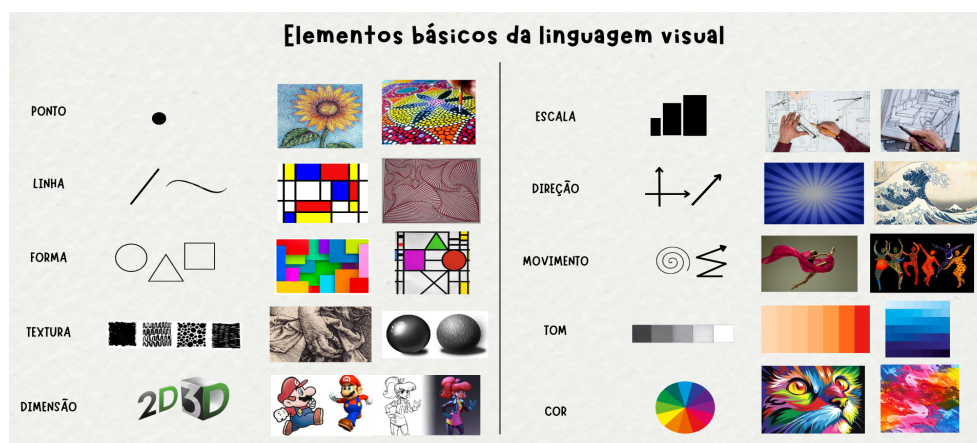 Elementos básicos da linguagem visual
PONTO
LINHA
FORMA
TEXTURA
DIMENSÃO
2D3D
ESCALA
DIREÇÃO
MOVIMENTO
TOM
COR